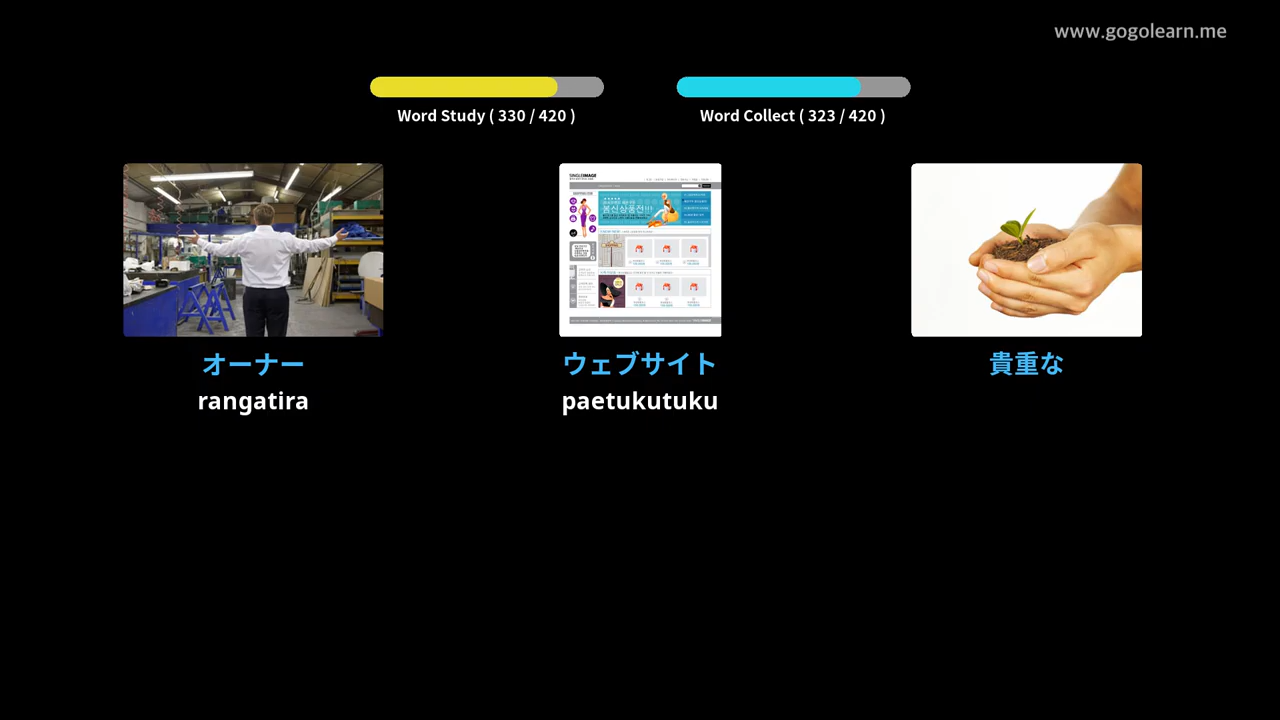 www.gogolearn.me
Word Study ( 330 / 420 )
Word Collect ( 323 / 420 )
オーナー
rangatira
ウェブサイト
paetukutuku
貴重な